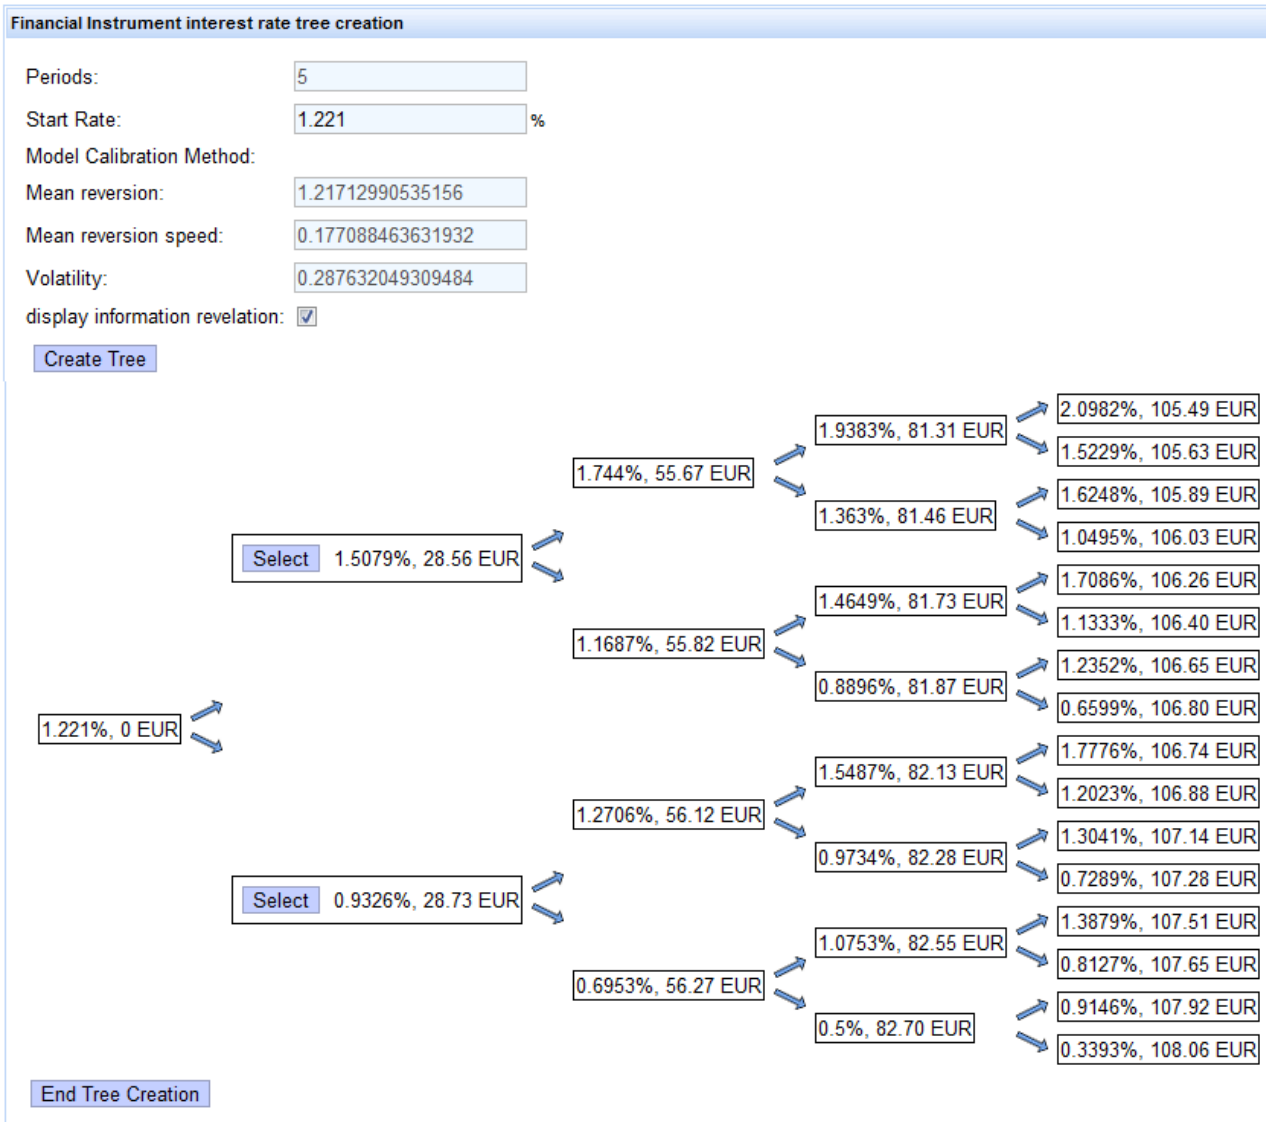 Financial Instrument interest rate tree creation
Periods: 5
Start Rate: 1.221 %
Model Calibration Method:
Mean reversion: 1.21712990535156
Mean reversion speed: 0.177088463631932
Volatility: 0.287632049309484
display information revelation:
Create Tree
2.0982%, 105.49 EUR
1.9383%, 81.31 EUR
1.5229%, 105.63 EUR
1.744%, 55.67 EUR
1.6248%, 105.89 EUR
1.363%, 81.46 EUR
1.0495%, 106.03 EUR
Select 1.5079%, 28.56 EUR
1.7086%, 106.26 EUR
1.4649%, 81.73 EUR
1.1333%, 106.40 EUR
1.1687%, 55.82 EUR
1.2352%, 106.65 EUR
0.8896%, 81.87 EUR
0.6599%, 106.80 EUR
1.221%, 0 EUR
1.7776%, 106.74 EUR
1.5487%, 82.13 EUR
1.2023%, 106.88 EUR
1.2706%, 56.12 EUR
1.3041%, 107.14 EUR
0.9734%, 82.28 EUR
0.7289%, 107.28 EUR
Select 0.9326%, 28.73 EUR
1.3879%, 107.51 EUR
1.0753%, 82.55 EUR
0.8127%, 107.65 EUR
0.6953%, 56.27 EUR
0.9146%, 107.92 EUR
0.5%, 82.70 EUR
0.3393%, 108.06 EUR
End Tree Creation